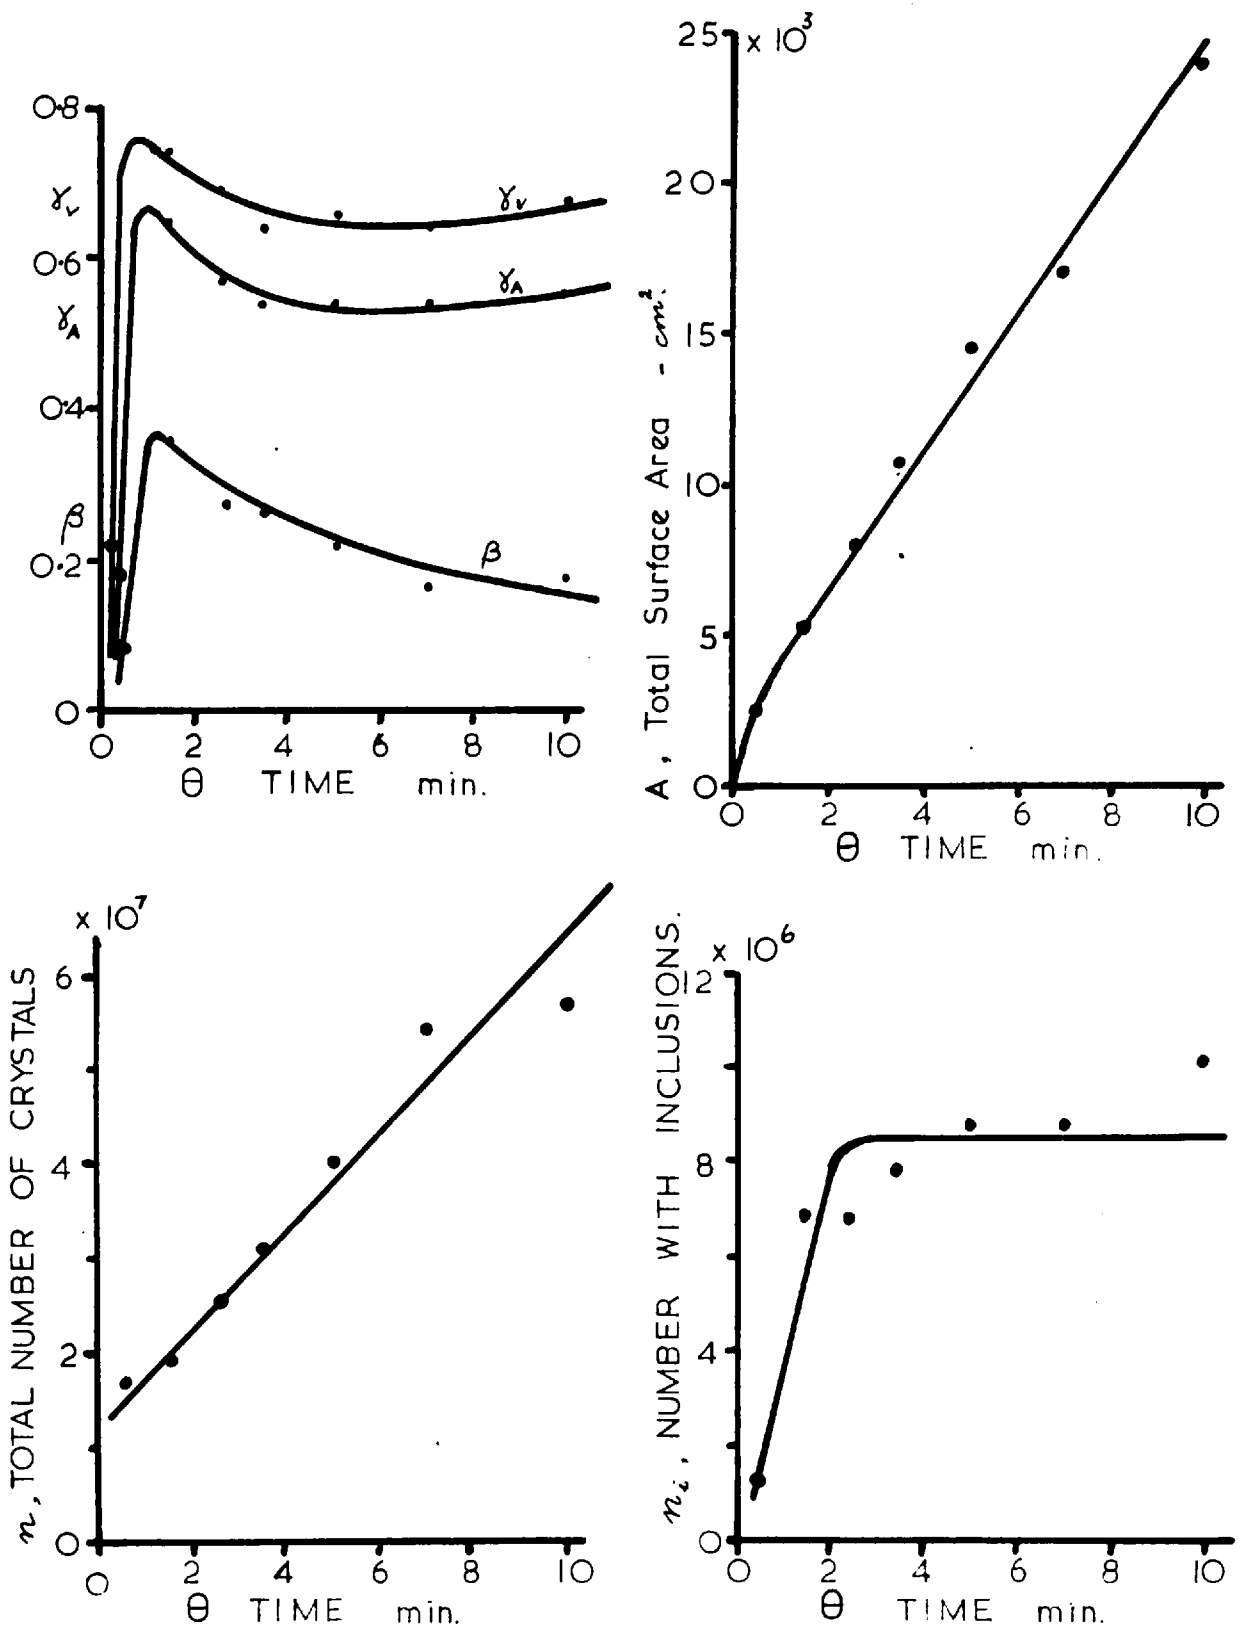 0.8
γv
0.6
γA
0.4
β
0.2
0
γv
γA
β
0 2 4 6 8 10
θ TIME min.
25 x 10³
20
15
10
5
0
A, Total Surface Area - cm².
0 2 4 6 8 10
θ TIME min.
x 10⁷
6
4
2
0
n, TOTAL NUMBER OF CRYSTALS
0 2 4 6 8 10
θ TIME min.
x 10⁶
12
8
4
0
nᵢ, NUMBER WITH INCLUSIONS.
0 2 4 6 8 10
θ TIME min.